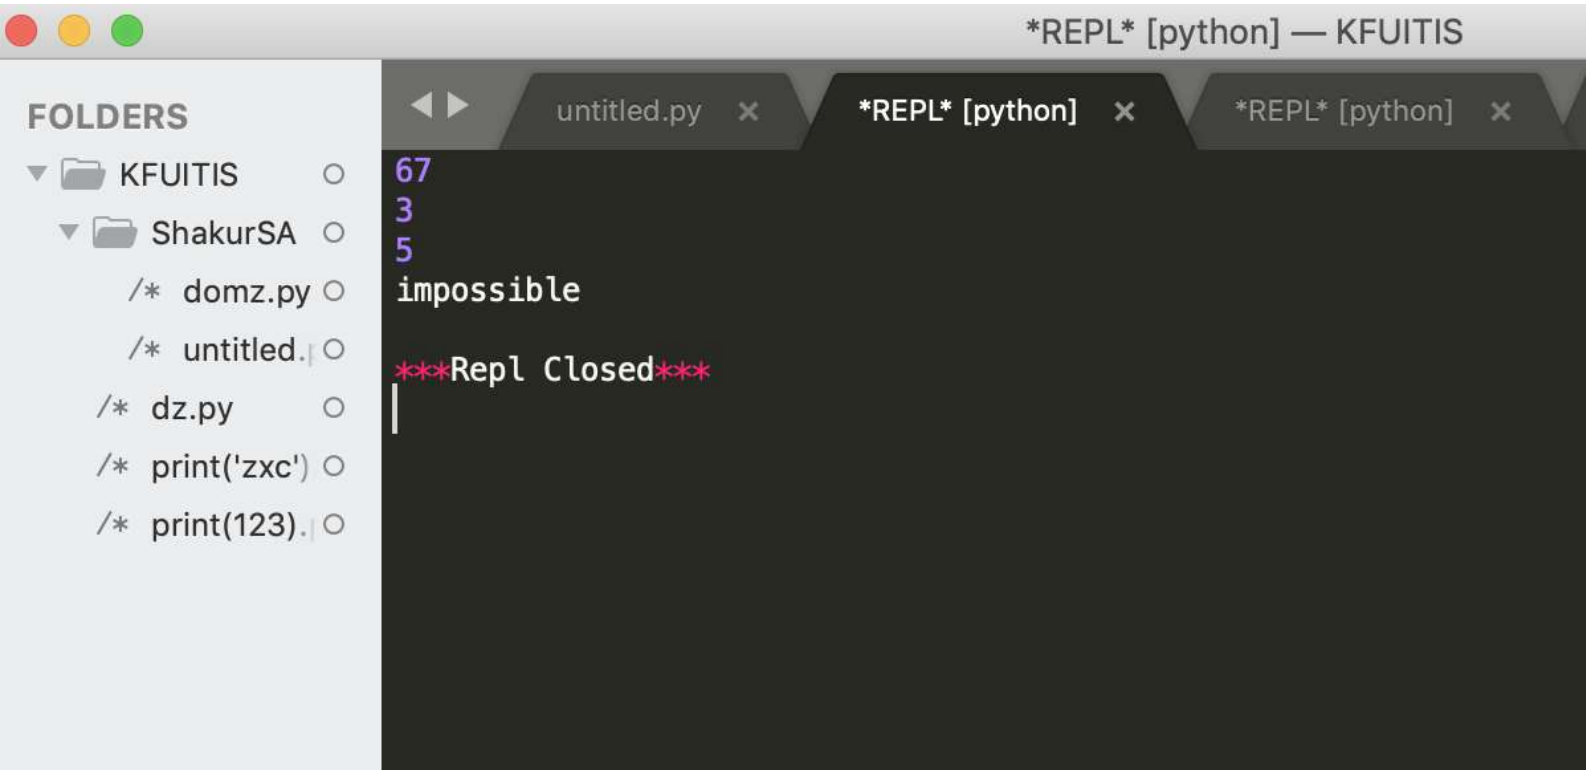 *REPL* [python] — KFUITIS
FOLDERS
KFUITIS
ShakurSA
/* domz.py
/* untitled.p
/* dz.py
/* print('zxc')
/* print(123).p
untitled.py ×
*REPL* [python] ×
*REPL* [python] ×
67
3
5
impossible
***Repl Closed***